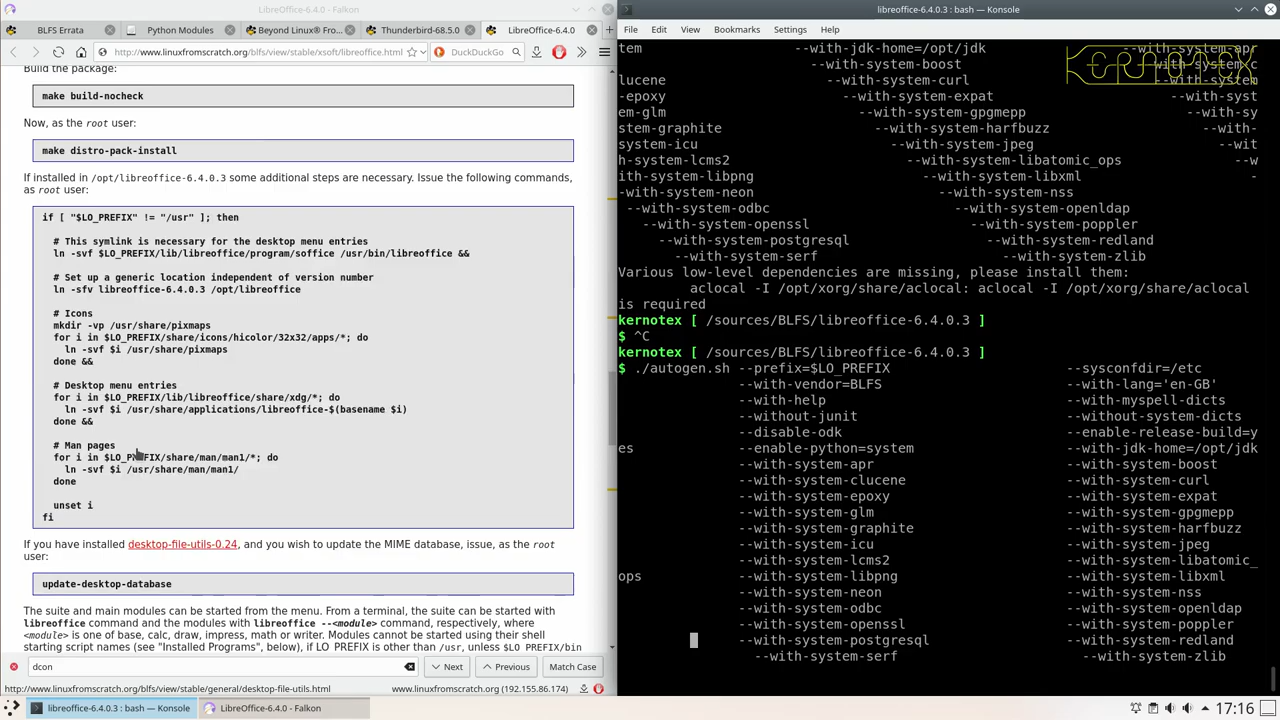 LibreOffice-6.4.0 - Falkon
BLFS Errata
Python Modules
Beyond Linux® Fro
Thunderbird-68.5.0
LibreOffice-6.4.0
http://www.linuxfromscratch.org/blfs/view/stable/xsoft/libreoffice.html
DuckDuckGo
Build the package:
make build-nocheck
Now, as the root user:
make distro-pack-install
If installed in /opt/libreoffice-6.4.0.3 some additional steps are necessary. Issue the following commands,
as root user:
if [ "$LO_PREFIX" != "/usr" ]; then
# This symlink is necessary for the desktop menu entries
ln -svf $LO_PREFIX/lib/libreoffice/program/soffice /usr/bin/libreoffice &&
# Set up a generic location independent of version number
ln -sfv libreoffice-6.4.0.3 /opt/libreoffice
# Icons
mkdir -vp /usr/share/pixmaps
for i in $LO_PREFIX/share/icons/hicolor/32x32/apps/*; do
ln -svf $i /usr/share/pixmaps
done &&
# Desktop menu entries
for i in $LO_PREFIX/lib/libreoffice/share/xdg/*; do
ln -svf $i /usr/share/applications/libreoffice-$(basename $i)
done &&
# Man pages
for i in $LO_PREFIX/share/man/man1/*; do
ln -svf $i /usr/share/man/man1/
done
unset i
fi
If you have installed desktop-file-utils-0.24, and you wish to update the MIME database, issue, as the root
user:
update-desktop-database
The suite and main modules can be started from the menu. From a terminal, the suite can be started with
libreoffice command and the modules with libreoffice --<module> command, respectively, where
<module> is one of base, calc, draw, impress, math or writer. Modules cannot be started using their shell
starting script names (see "Installed Programs", below), if LO_PREFIX is other than /usr, unless $LO_PREFIX/bin
dcon
Next
Previous
Match Case
http://www.linuxfromscratch.org/blfs/view/stable/general/desktop-file-utils.html
www.linuxfromscratch.org (192.155.86.174)
libreoffice-6.4.0.3 : bash — Konsole
File Edit View Bookmarks Settings Help
tem --with-jdk-home=/opt/jdk --with-system-apr
--with-system-boost --with-system-c
lucene --with-system-curl --with-system
-epoxy --with-system-expat --with-syst
em-glm --with-system-gpgmepp --with-sy
stem-graphite --with-system-harfbuzz --with-
system-icu --with-system-jpeg --wit
h-system-lcms2 --with-system-libatomic_ops --w
ith-system-libpng --with-system-libxml -
-with-system-neon --with-system-nss
--with-system-odbc --with-system-openldap
--with-system-openssl --with-system-poppler
--with-system-postgresql --with-system-redland
--with-system-serf --with-system-zlib
Various low-level dependencies are missing, please install them:
aclocal -I /opt/xorg/share/aclocal: aclocal -I /opt/xorg/share/aclocal
is required
kernotex [ /sources/BLFS/libreoffice-6.4.0.3 ]
$ ^C
kernotex [ /sources/BLFS/libreoffice-6.4.0.3 ]
$ ./autogen.sh --prefix=$LO_PREFIX --sysconfdir=/etc
--with-vendor=BLFS --with-lang='en-GB'
--with-help --with-myspell-dicts
--without-junit --without-system-dicts
--disable-odk --enable-release-build=y
es --enable-python=system --with-jdk-home=/opt/jdk
--with-system-apr --with-system-boost
--with-system-clucene --with-system-curl
--with-system-epoxy --with-system-expat
--with-system-glm --with-system-gpgmepp
--with-system-graphite --with-system-harfbuzz
--with-system-icu --with-system-jpeg
--with-system-lcms2 --with-system-libatomic_
ops --with-system-libpng --with-system-libxml
--with-system-neon --with-system-nss
--with-system-odbc --with-system-openldap
--with-system-openssl --with-system-poppler
--with-system-postgresql --with-system-redland
--with-system-serf --with-system-zlib
libreoffice-6.4.0.3 : bash — Konsole
LibreOffice-6.4.0 - Falkon
17:16